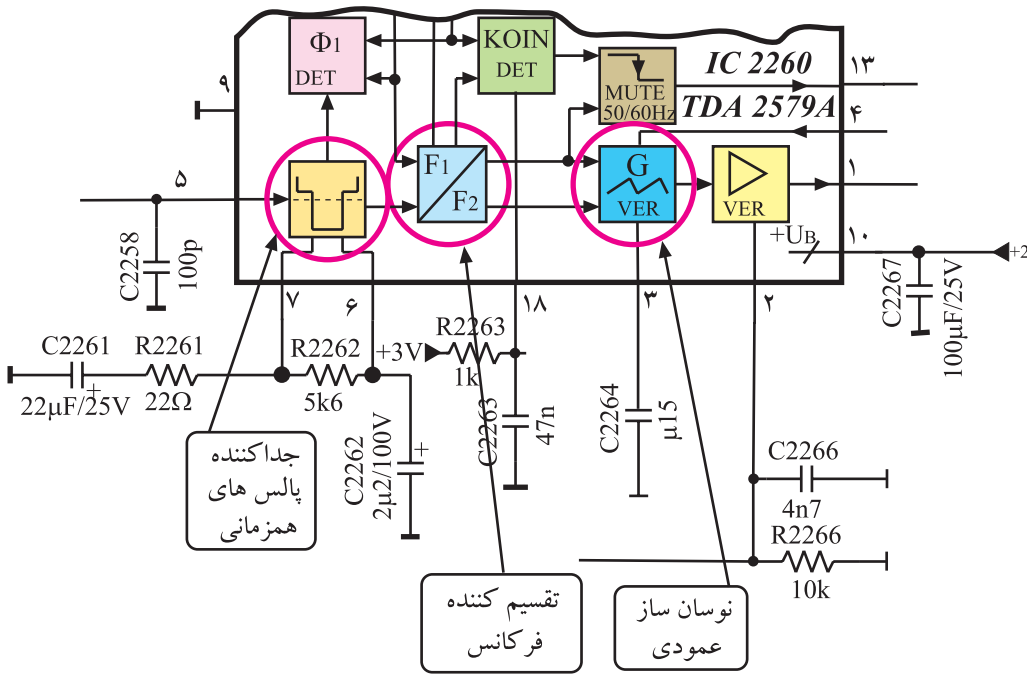 Φ1
DET
KOIN
DET
MUTE
50/60Hz
IC 2260
TDA 2579A
۱۳
۴
۹
۵
F1
F2
G
VER
VER
۱
+UB
۱۰
+2
C2258
100p
۷
۶
۱۸
۳
۲
C2267
100µF/25V
C2261
22µF/25V
R2261
22Ω
R2262
5k6
+3V
R2263
1k
C2262
2µ2/100V
C2263
47n
C2264
µ15
C2266
4n7
R2266
10k
جداکننده
پالس های
همزمانی
تقسیم کننده
فرکانس
نوسان ساز
عمودی